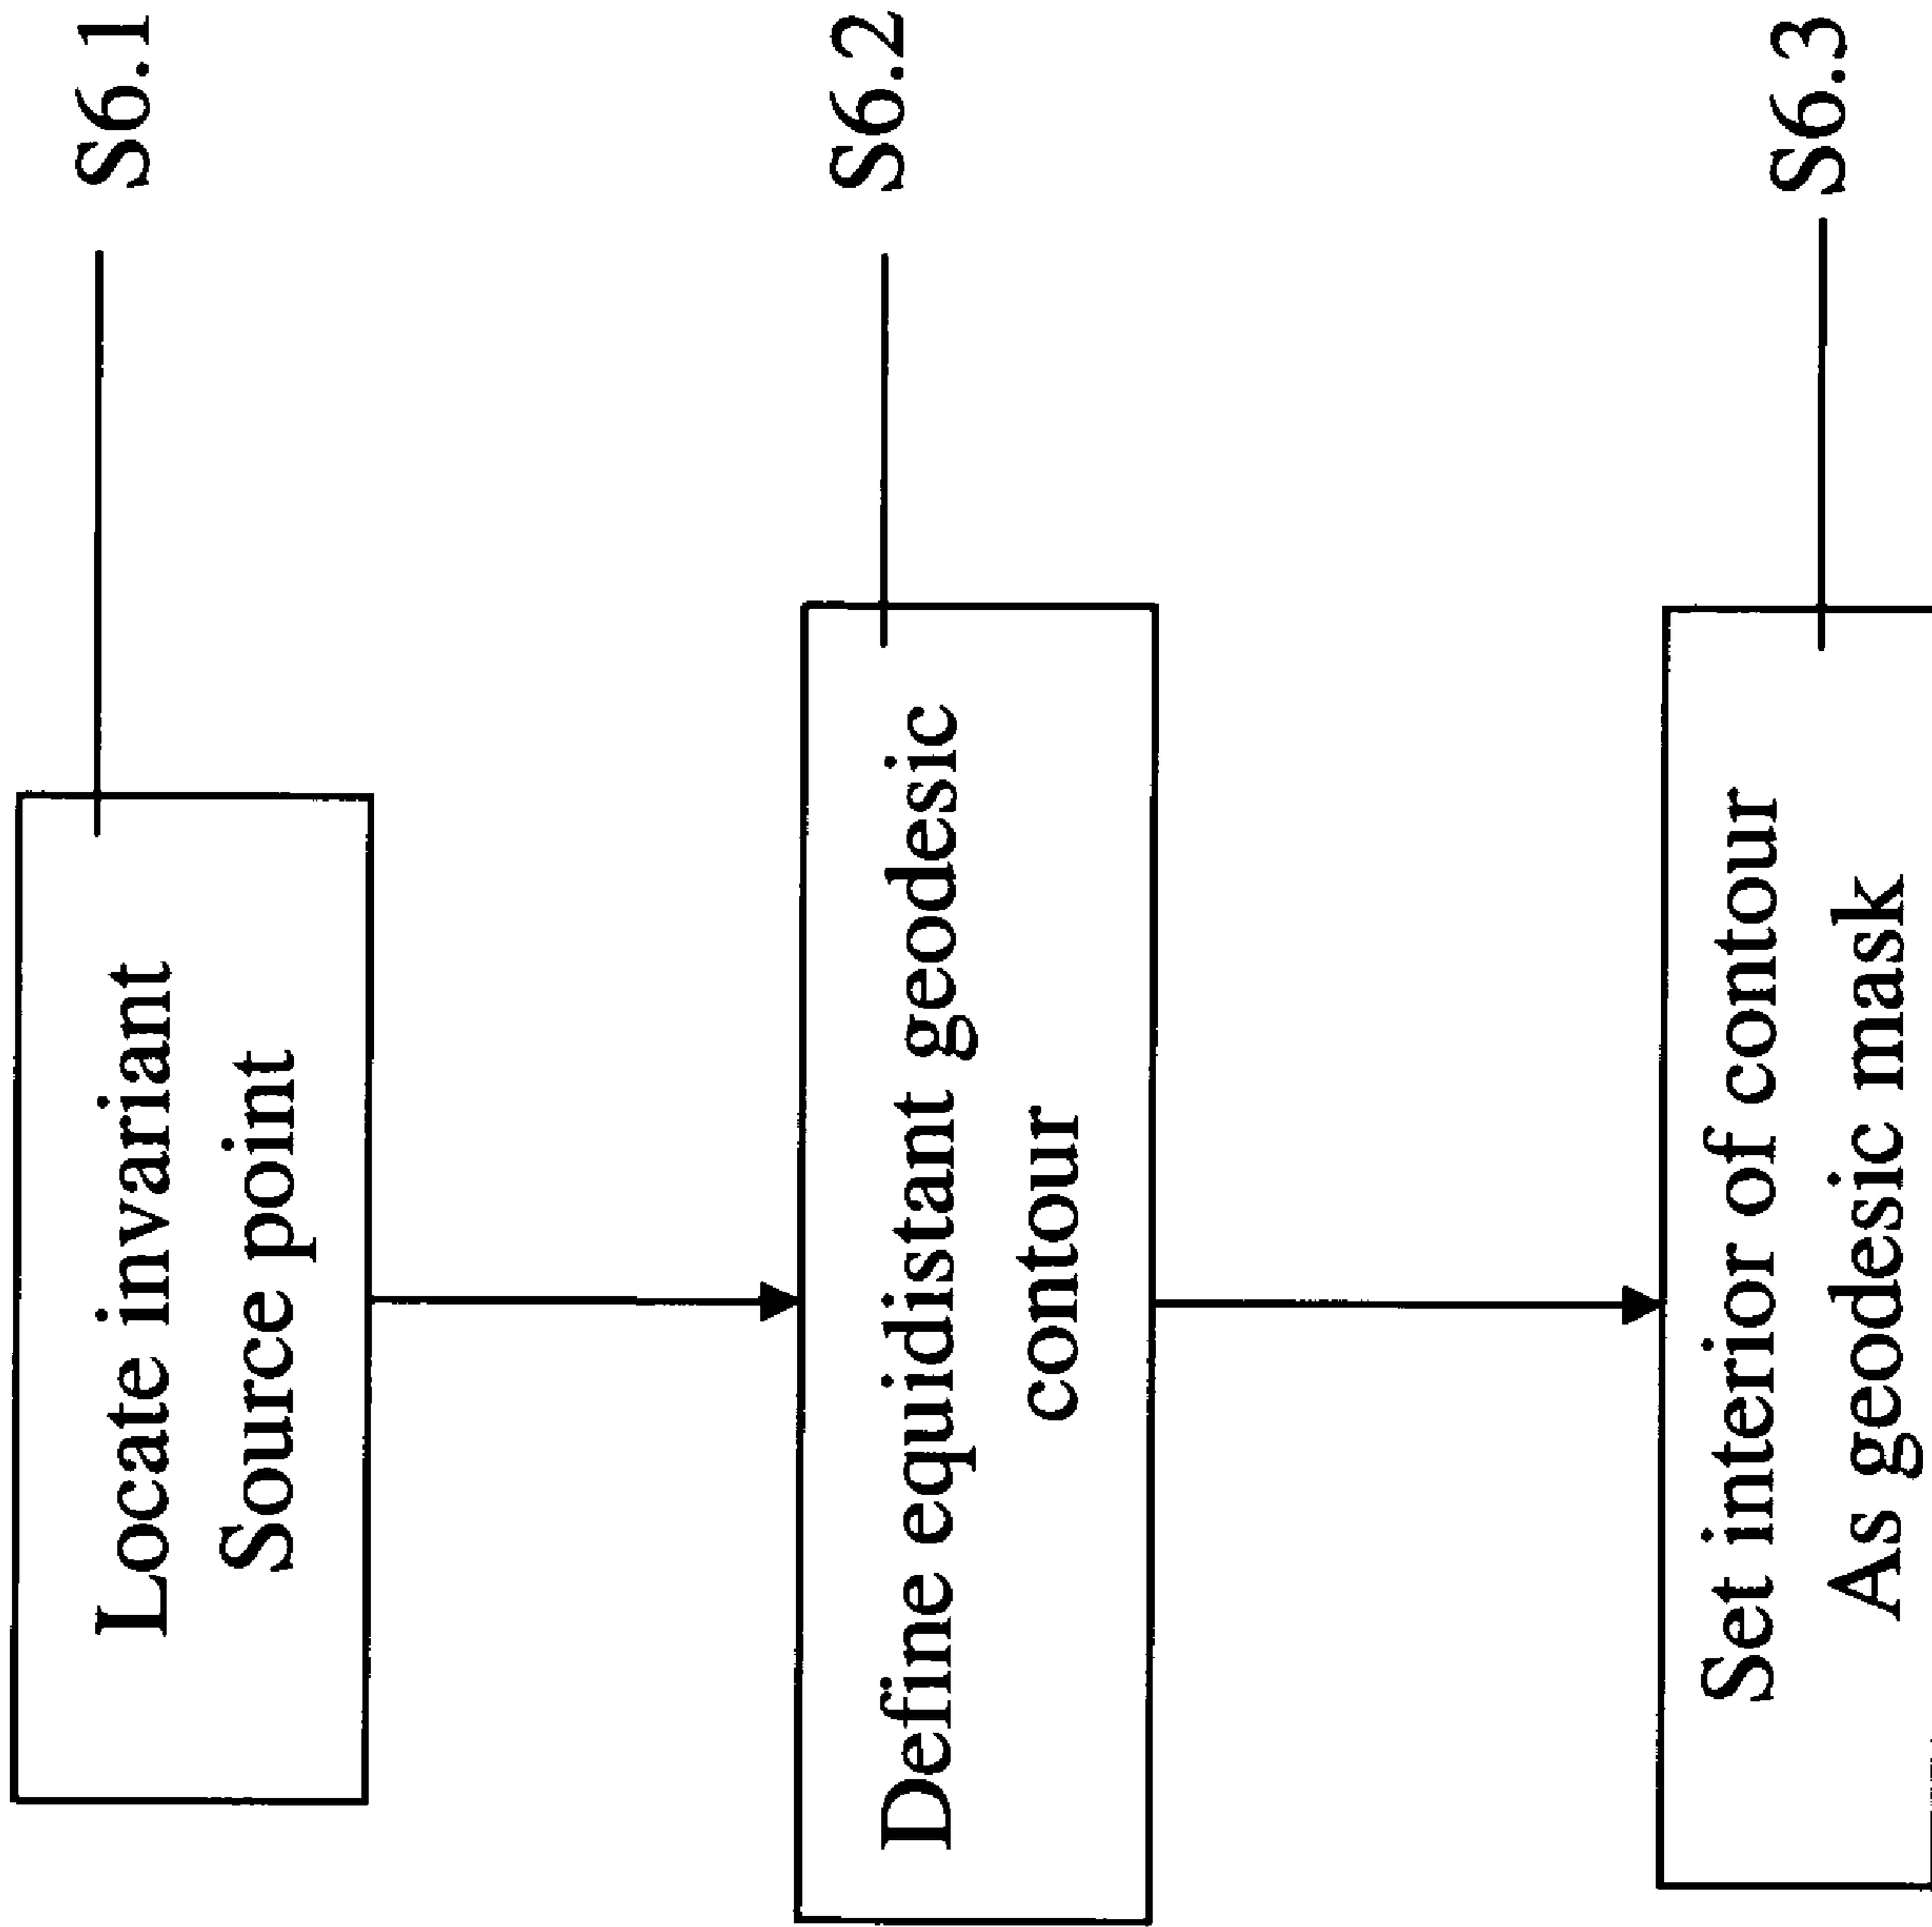 Locate invariant
Source point
S6.1
Define equidistant geodesic
contour
S6.2
Set interior of contour
As geodesic mask
S6.3